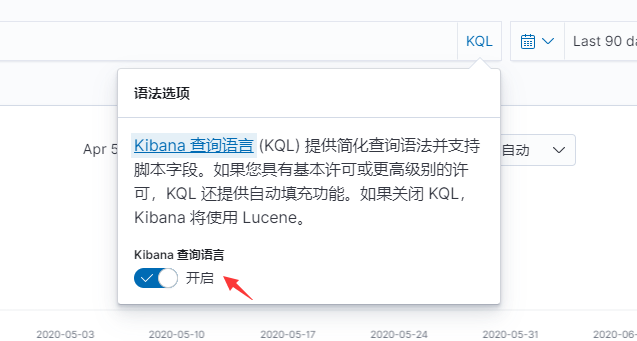 KQL
Last 90 da
语法选项
Apr 5
自动
Kibana 查询语言 (KQL) 提供简化查询语法并支持
脚本字段。如果您具有基本许可或更高级别的许
可，KQL 还提供自动填充功能。如果关闭 KQL，
Kibana 将使用 Lucene。
Kibana 查询语言
开启
2020-05-03 2020-05-10 2020-05-17 2020-05-24 2020-05-31 2020-06-